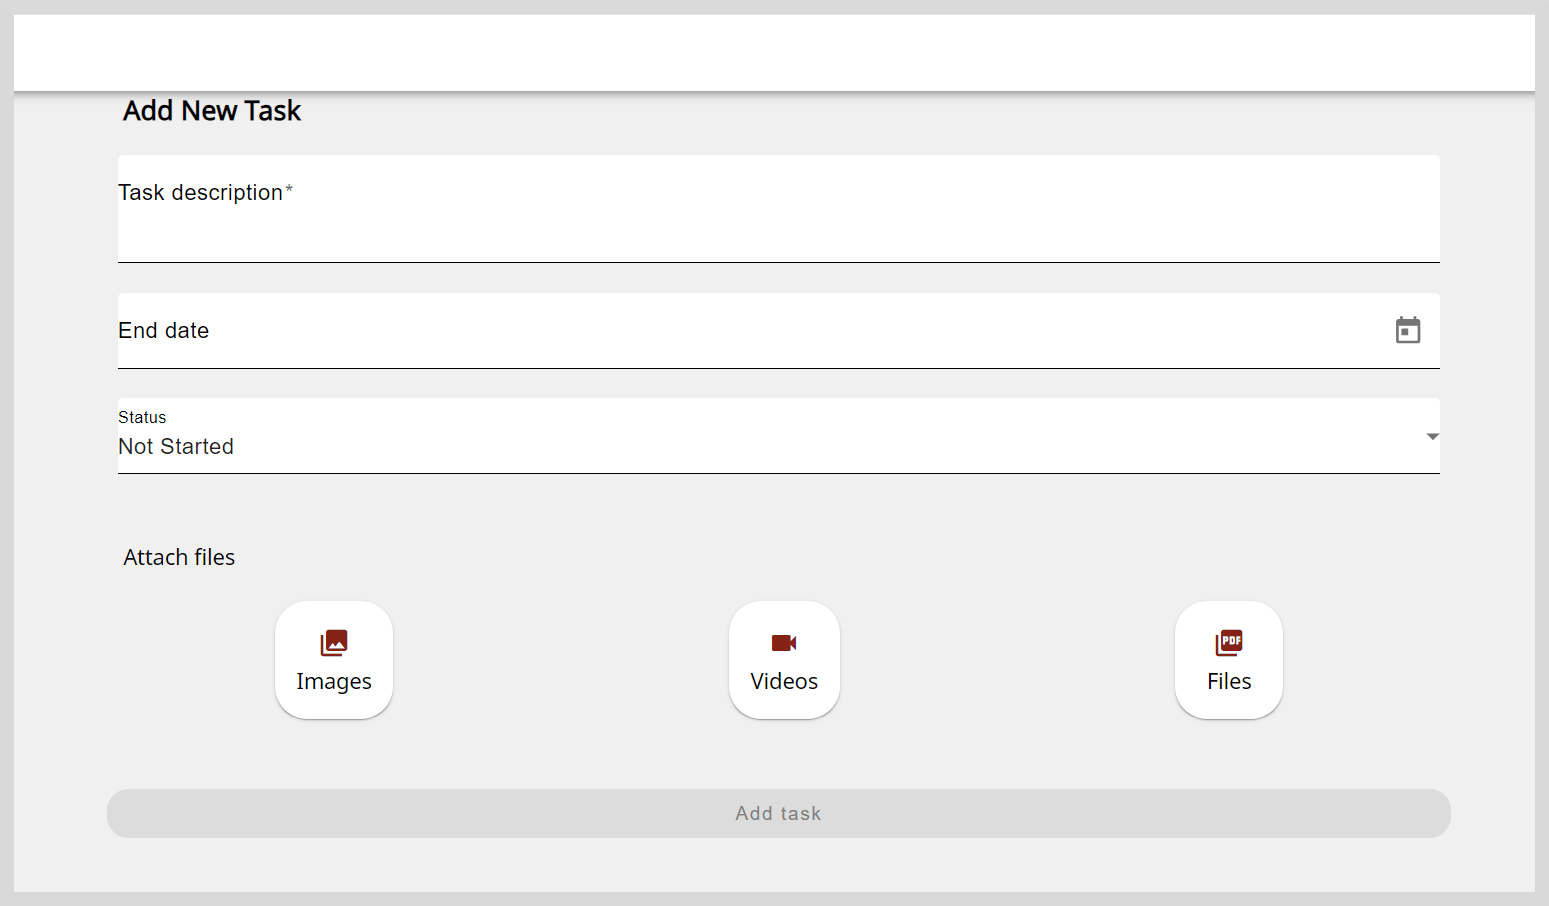 Add New Task
Task description*
End date
Status
Not Started
Attach files
Images
Videos
PDF
Files
Add task